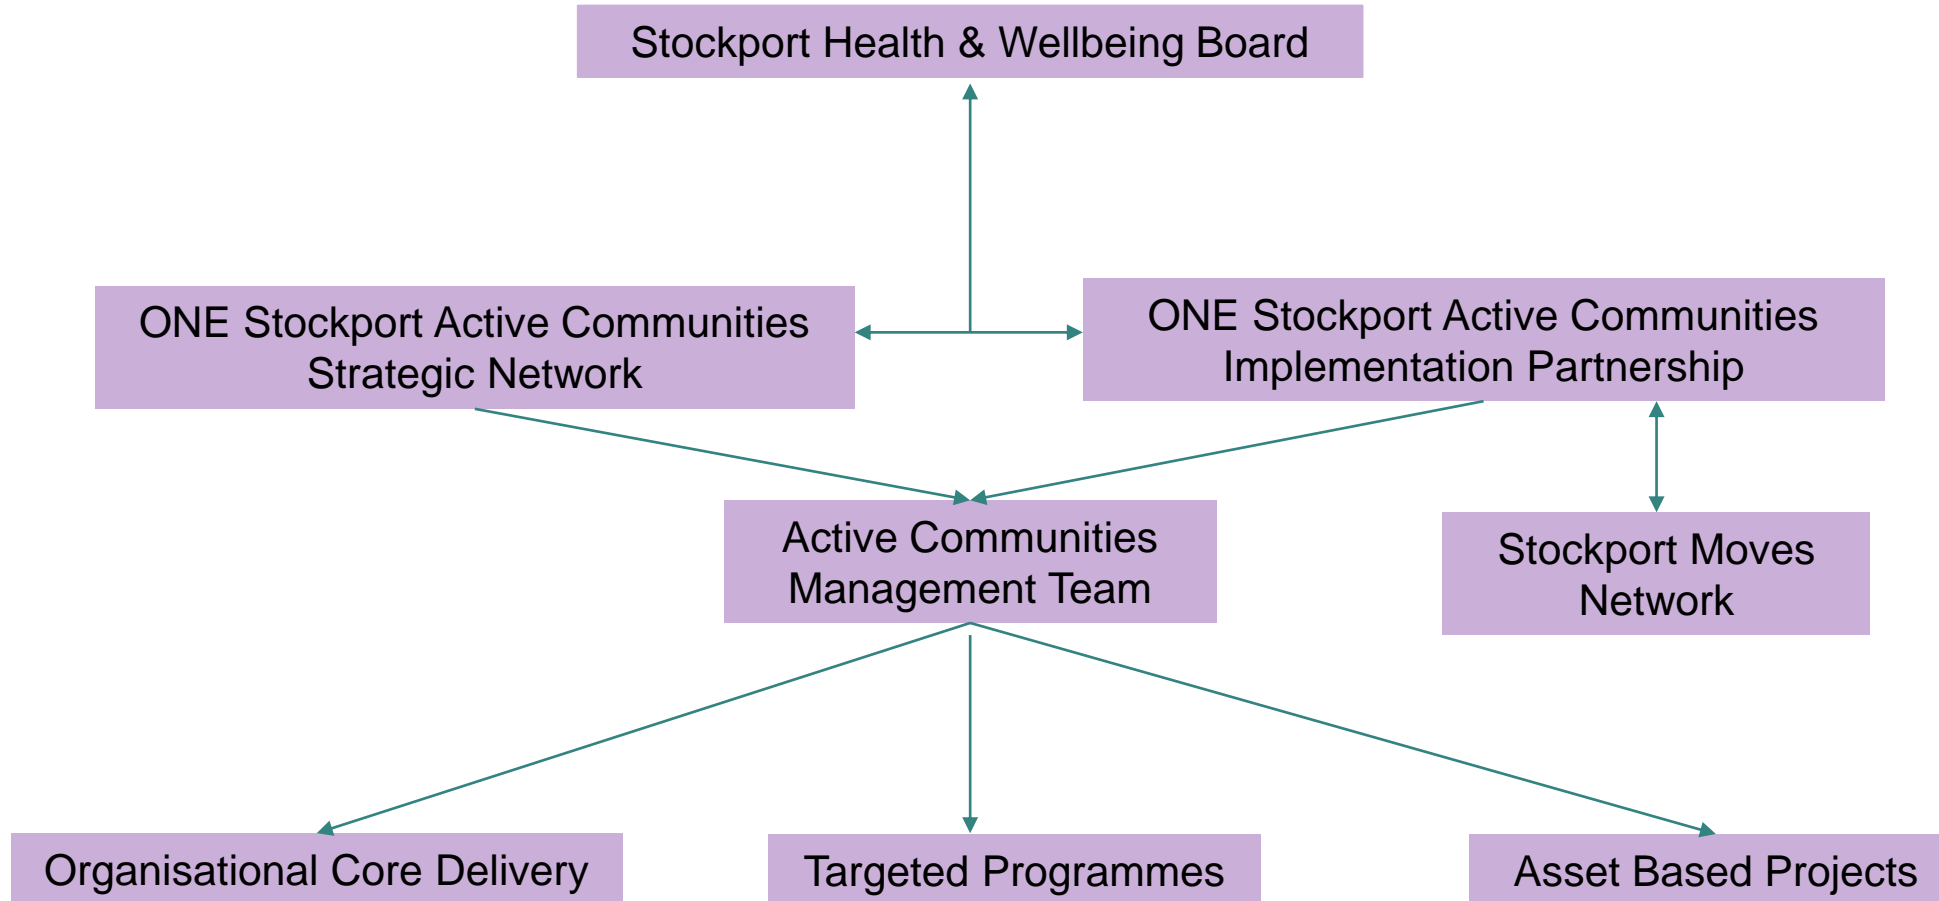 Stockport Health & Wellbeing Board
ONE Stockport Active Communities
Strategic Network
ONE Stockport Active Communities
Implementation Partnership
Active Communities
Management Team
Stockport Moves
Network
Organisational Core Delivery
Targeted Programmes
Asset Based Projects